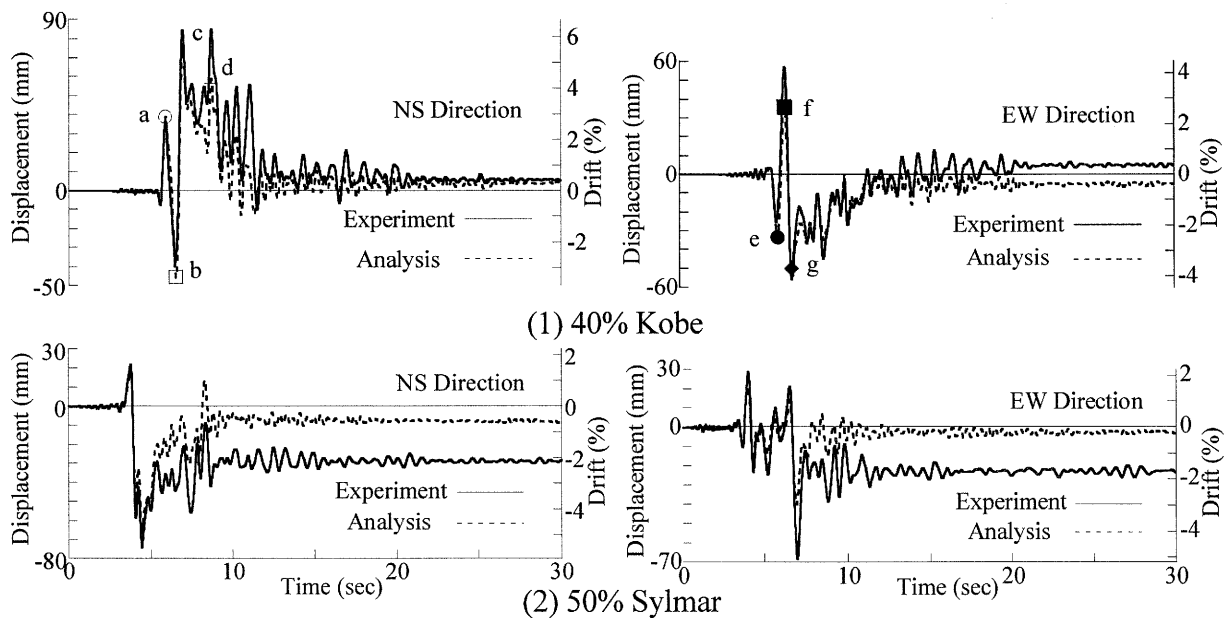 90
Displacement (mm)
0
-50
a
b
c
d
NS Direction
Experiment
Analysis
6
4
2
0
-2
Drift (%)
60
Displacement (mm)
0
-60
e
f
g
EW Direction
Experiment
Analysis
4
2
0
-2
-4
Drift (%)
(1) 40% Kobe
30
Displacement (mm)
0
-80
NS Direction
Experiment
Analysis
2
0
-2
-4
Drift (%)
0
10
20
30
Time (sec)
30
Displacement (mm)
0
-70
EW Direction
Experiment
Analysis
2
0
-2
-4
Drift (%)
0
10
20
30
Time (sec)
(2) 50% Sylmar